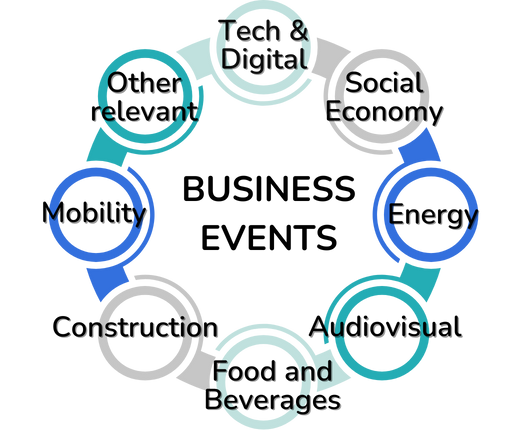 Tech &
Digital
Social
Economy
Energy
Audiovisual
Food and
Beverages
Construction
Mobility
Other
relevant
BUSINESS
EVENTS